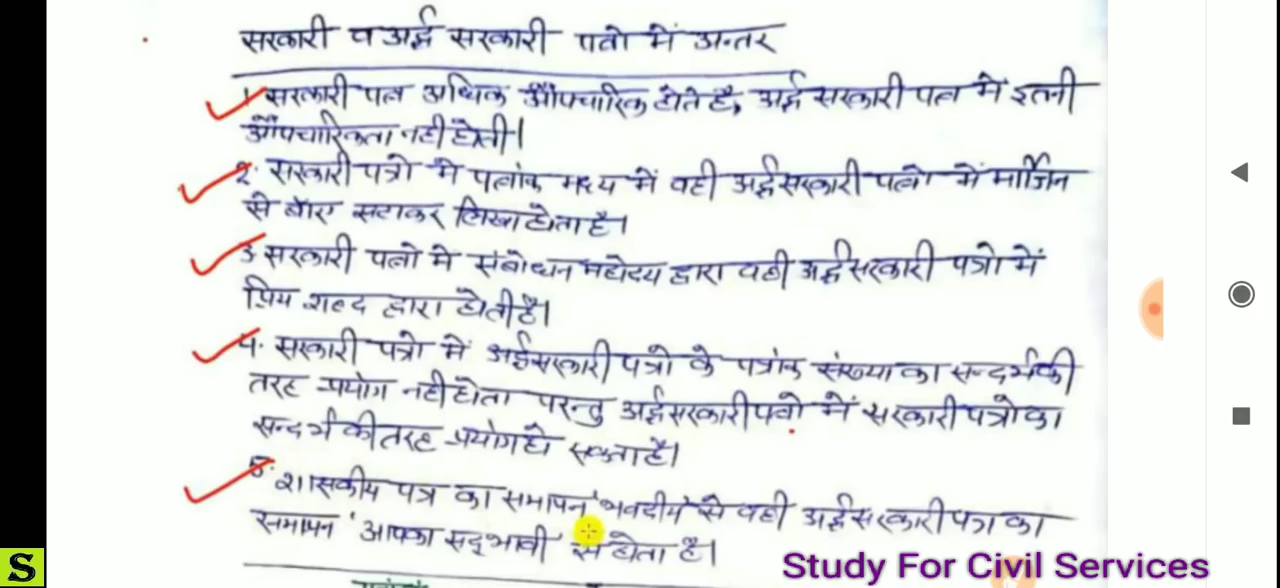 सरकारी व अर्द्ध सरकारी पत्रो में अन्तर
1. सरकारी पत्र अधिक औपचारिक होते है, अर्द्ध सरकारी पत्र में इतनी
औपचारिकता नही होती।
२. सरकारी पत्रो मे पत्रांक मध्य में वही अर्द्धसरकारी पत्रो में मार्जिन
से बाॅए सटाकर लिखा होता है।
3 सरकारी पत्रो मे संबोधन महोदय द्वारा वही अर्द्धसरकारी पत्रो में
प्रिय शब्द द्वारा होती है।
५. सरकारी पत्रो में अर्द्धसरकारी पत्रो के पत्रांक संख्या का सन्दर्भ की
तरह प्रयोग नही होता परन्तु अर्द्धसरकारी पत्रो में सरकारी पत्रो का
सन्दर्भ की तरह प्रयोग हो सकता है।
5. शासकीय पत्र का समापन 'भवदीय' से वही अर्द्धसरकारी पत्र का
समापन 'आपका सद्भावी' से होता है।
S
Study For Civil Services